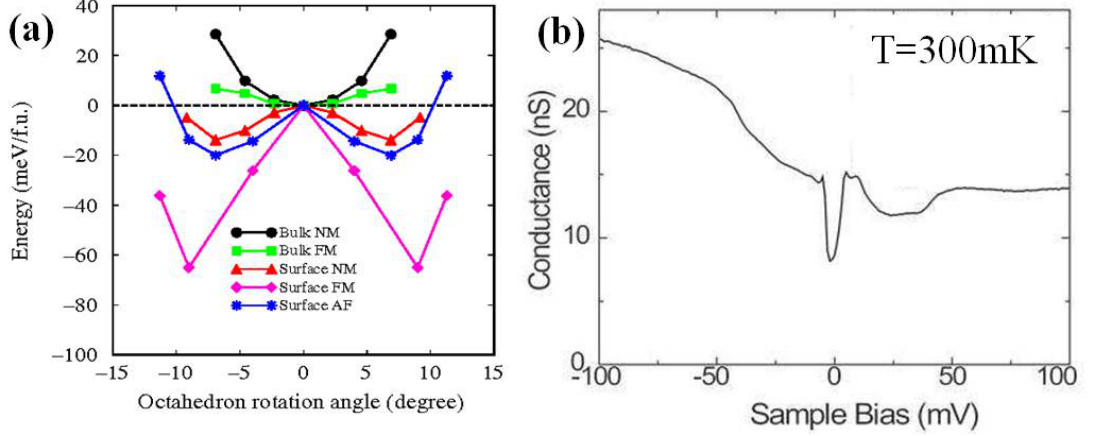 (a)
40
20
0
−20
−40
−60
−80
−100
Energy (meV/f.u.)
Bulk NM
Bulk FM
Surface NM
Surface FM
Surface AF
−15
−10
−5
0
5
10
15
Octahedron rotation angle (degree)
(b)
T=300mK
20
10
0
Conductance (nS)
-100
-50
0
50
100
Sample Bias (mV)